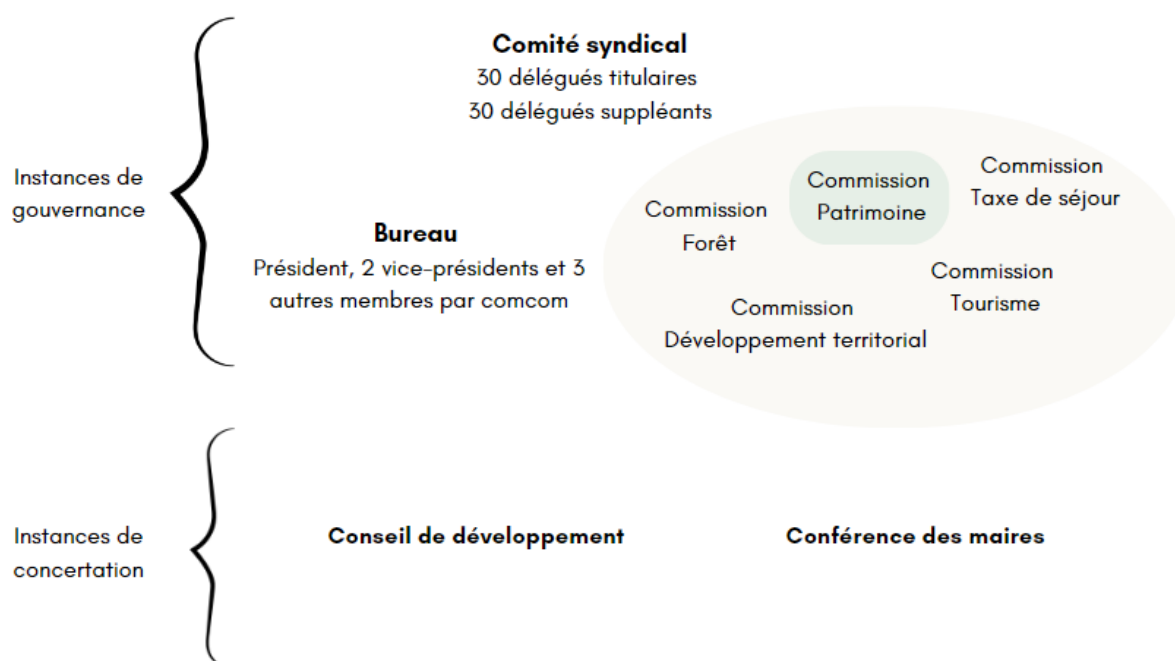 Instances de
gouvernance
Comité syndical
30 délégués titulaires
30 délégués suppléants
Bureau
Président, 2 vice-présidents et 3
autres membres par comcom
Commission
Forêt
Commission
Patrimoine
Commission
Taxe de séjour
Commission
Développement territorial
Commission
Tourisme
Instances de
concertation
Conseil de développement
Conférence des maires